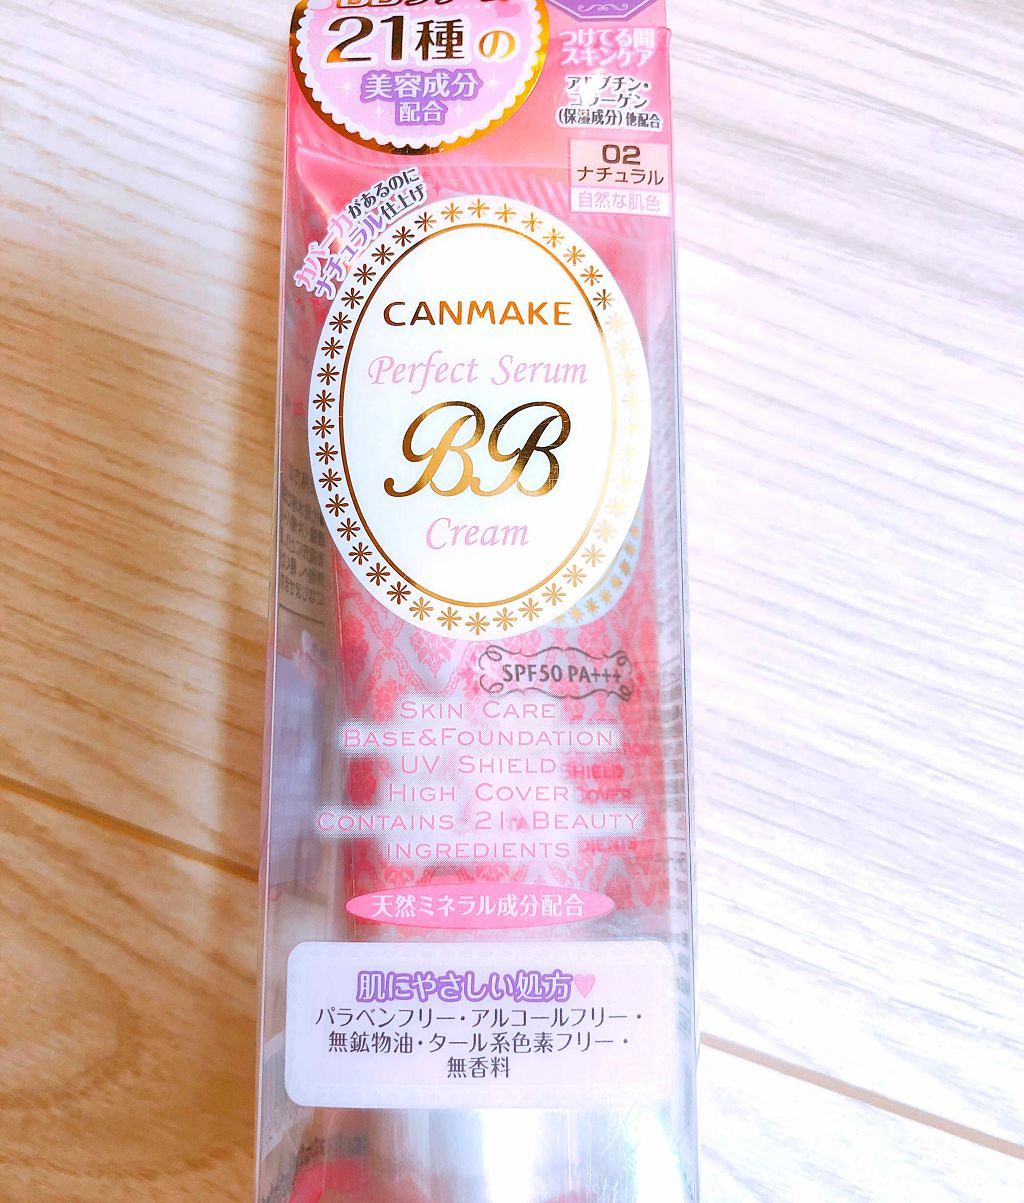 21種の
美容成分
配合
つけてる間
スキンケア
アルブチン・
コラーゲン
(保湿成分)他配合
02
ナチュラル
自然な肌色
カバー力があるのに
ナチュラル仕上げ
CANMAKE
Perfect Serum
BB
Cream
SPF50 PA+++
SKIN CARE
BASE&FOUNDATION
UV SHIELD
HIGH COVER
CONTAINS 21 BEAUTY
INGREDIENTS
天然ミネラル成分配合
肌にやさしい処方♥
パラベンフリー・アルコールフリー・
無鉱物油・タール系色素フリー・
無香料